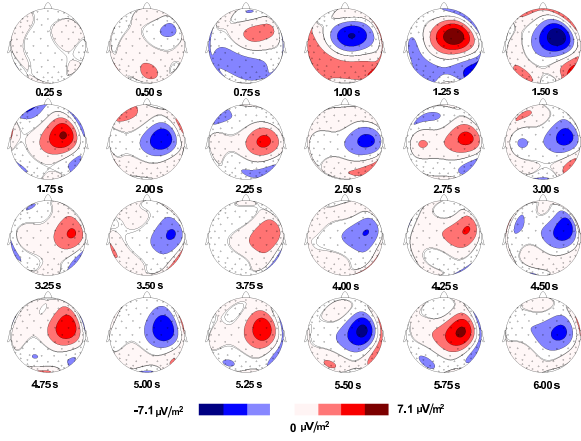 0.25 s 0.50 s 0.75 s 1.00 s 1.25 s 1.50 s
1.75 s 2.00 s 2.25 s 2.50 s 2.75 s 3.00 s
3.25 s 3.50 s 3.75 s 4.00 s 4.25 s 4.50 s
4.75 s 5.00 s 5.25 s 5.50 s 5.75 s 6.00 s
-7.1 µV/m² 7.1 µV/m²
0 µV/m²